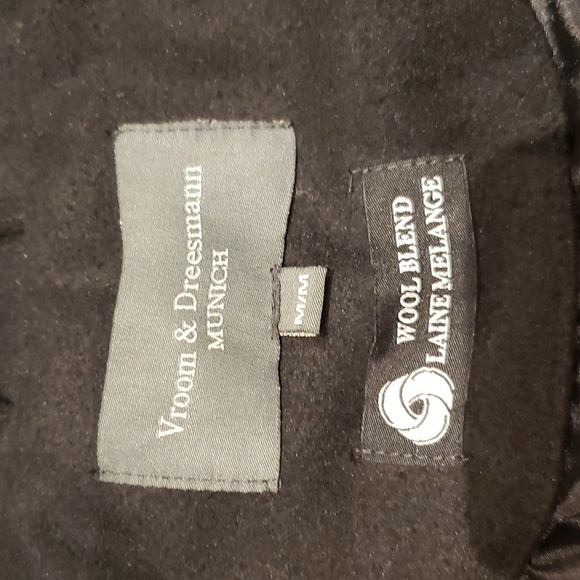 Vroom & Dreesmann
MUNICH
M/M
WOOL BLEND
LAINE MELANGE